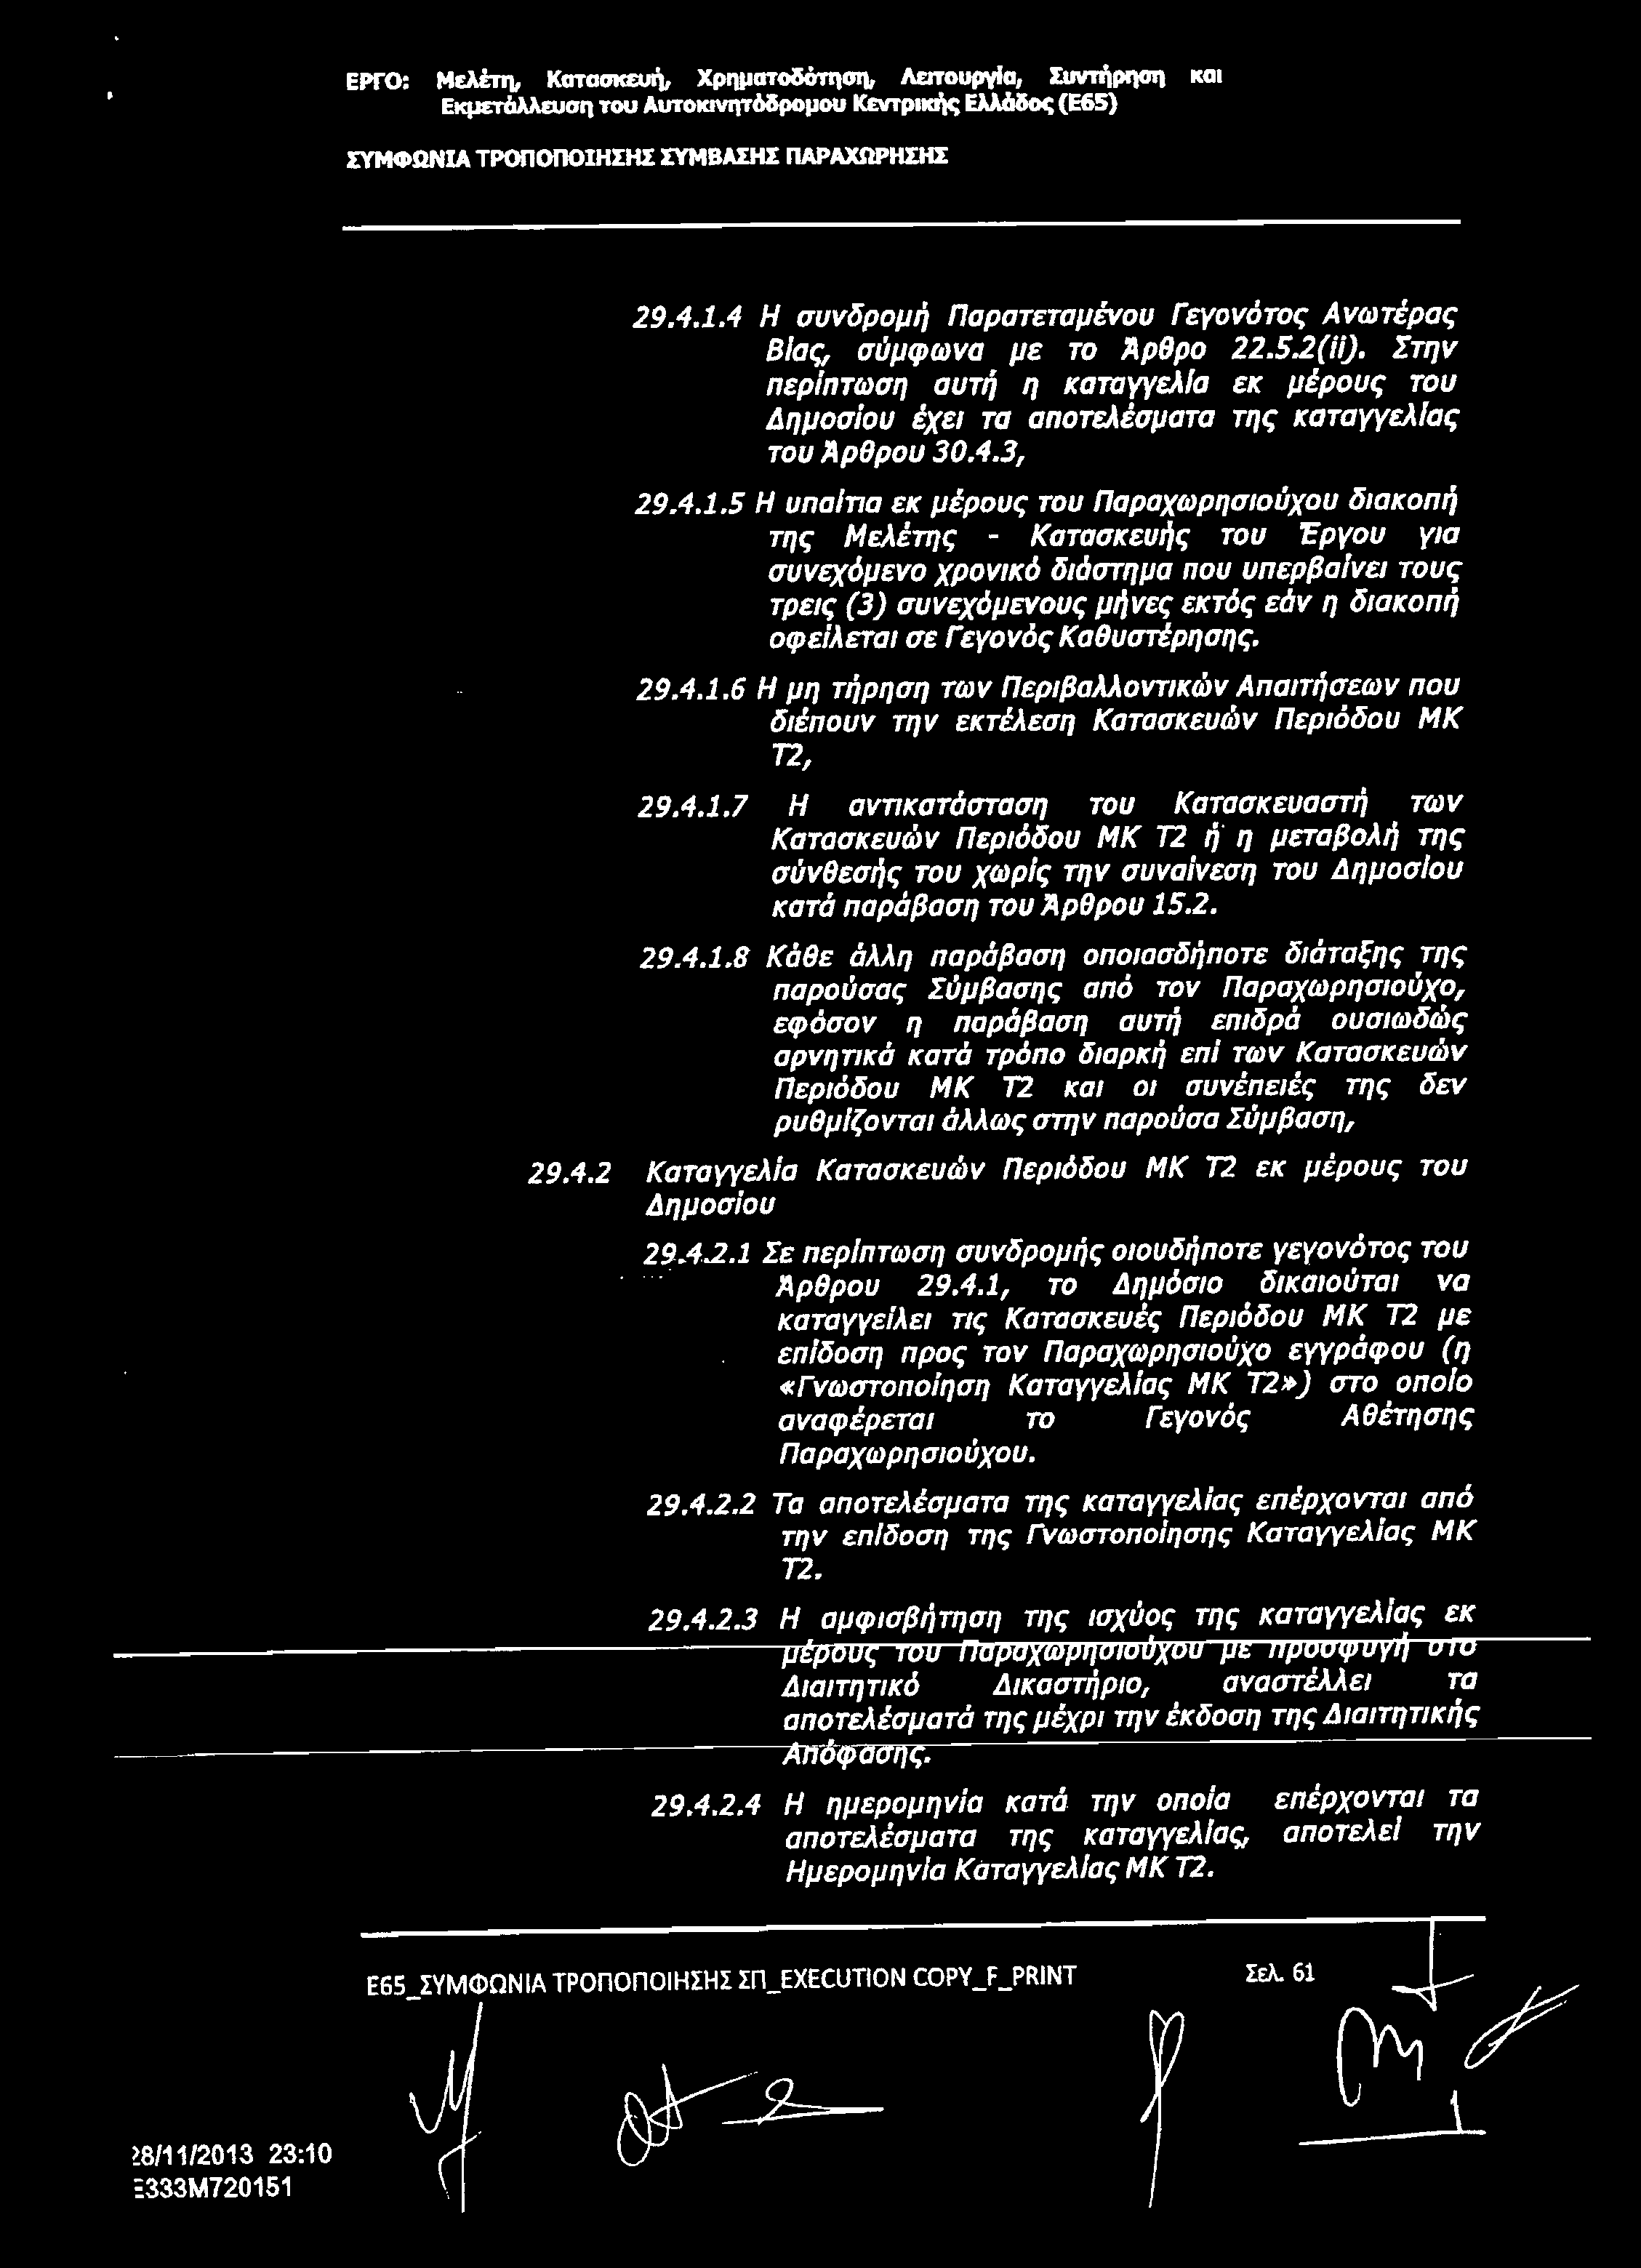 ΕΡΓΟ: Μελέτη, Κατασκευή, Χρηματοδότηση, Λειτουργία, Συντήρηση και
Εκμετάλλευση του Αυτοκινητόδρομου Κεντρικής Ελλάδος (Ε65)
ΣΥΜΦΩΝΙΑ ΤΡΟΠΟΠΟΙΗΣΗΣ ΣΥΜΒΑΣΗΣ ΠΑΡΑΧΩΡΗΣΗΣ
29.4.1.4 Η συνδρομή Παρατεταμένου Γεγονότος Ανωτέρας
Βίας, σύμφωνα με το Άρθρο 22.5.2(ii). Στην
περίπτωση αυτή η καταγγελία εκ μέρους του
Δημοσίου έχει τα αποτελέσματα της καταγγελίας
του Άρθρου 30.4.3,
29.4.1.5 Η υπαίτια εκ μέρους του Παραχωρησιούχου διακοπή
της Μελέτης - Κατασκευής του Έργου για
συνεχόμενο χρονικό διάστημα που υπερβαίνει τους
τρεις (3) συνεχόμενους μήνες εκτός εάν η διακοπή
οφείλεται σε Γεγονός Καθυστέρησης.
29.4.1.6 Η μη τήρηση των Περιβαλλοντικών Απαιτήσεων που
διέπουν την εκτέλεση Κατασκευών Περιόδου ΜΚ
Τ2,
29.4.1.7 Η αντικατάσταση του Κατασκευαστή των
Κατασκευών Περιόδου ΜΚ Τ2 ή η μεταβολή της
σύνθεσής του χωρίς την συναίνεση του Δημοσίου
κατά παράβαση του Άρθρου 15.2.
29.4.1.8 Κάθε άλλη παράβαση οποιασδήποτε διάταξης της
παρούσας Σύμβασης από τον Παραχωρησιούχο,
εφόσον η παράβαση αυτή επιδρά ουσιωδώς
αρνητικά κατά τρόπο διαρκή επί των Κατασκευών
Περιόδου ΜΚ Τ2 και οι συνέπειές της δεν
ρυθμίζονται άλλως στην παρούσα Σύμβαση,
29.4.2 Καταγγελία Κατασκευών Περιόδου ΜΚ Τ2 εκ μέρους του
Δημοσίου
29.4.2.1 Σε περίπτωση συνδρομής οιουδήποτε γεγονότος του
Άρθρου 29.4.1, το Δημόσιο δικαιούται να
καταγγείλει τις Κατασκευές Περιόδου ΜΚ Τ2 με
επίδοση προς τον Παραχωρησιούχο εγγράφου (η
«Γνωστοποίηση Καταγγελίας ΜΚ Τ2») στο οποίο
αναφέρεται το Γεγονός Αθέτησης
Παραχωρησιούχου.
29.4.2.2 Τα αποτελέσματα της καταγγελίας επέρχονται από
την επίδοση της Γνωστοποίησης Καταγγελίας ΜΚ
Τ2.
29.4.2.3 Η αμφισβήτηση της ισχύος της καταγγελίας εκ
μέρους του Παραχωρησιούχου με προσφυγή στο
Διαιτητικό Δικαστήριο, αναστέλλει τα
αποτελέσματά της μέχρι την έκδοση της Διαιτητικής
Απόφασης.
29.4.2.4 Η ημερομηνία κατά την οποία επέρχονται τα
αποτελέσματα της καταγγελίας, αποτελεί την
Ημερομηνία Καταγγελίας ΜΚ Τ2.
Ε65_ΣΥΜΦΩΝΙΑ ΤΡΟΠΟΠΟΙΗΣΗΣ ΣΠ_EXECUTION COPY_F_PRINT Σελ. 61
28/11/2013 23:10
E333M720151